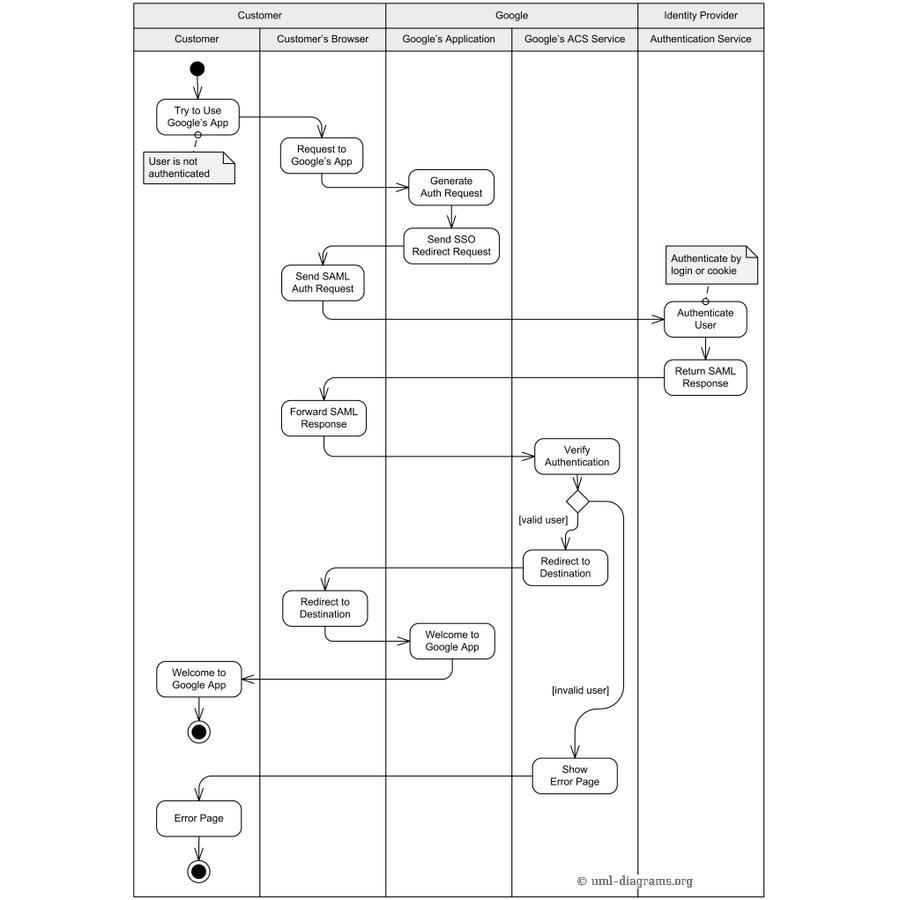 Customer
Google
Identity Provider
Customer
Customer's Browser
Google's Application
Google's ACS Service
Authentication Service
Try to Use
Google's App
User is not
authenticated
Request to
Google's App
Generate
Auth Request
Send SSO
Redirect Request
Send SAML
Auth Request
Authenticate by
login or cookie
Authenticate
User
Return SAML
Response
Forward SAML
Response
Verify
Authentication
[valid user]
Redirect to
Destination
Redirect to
Destination
Welcome to
Google App
Welcome to
Google App
[invalid user]
Show
Error Page
Error Page
© uml-diagrams.org